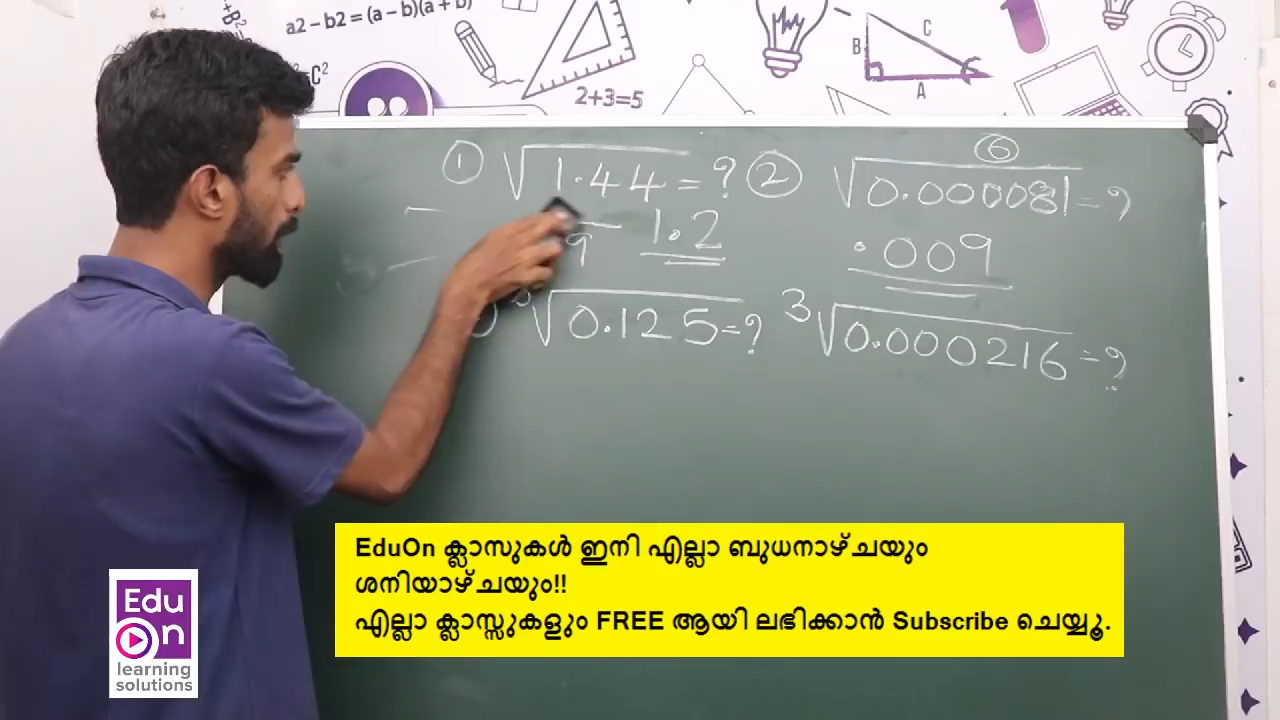 a2 – b2 = (a – b)(a + b)
2+3=5
B
C
A
① √1.44 = ?
② √0.000081 = ?
⑥
1.2
9
.009
3√0.125 = ?
3√0.000216 = ?
EduOn ക്ലാസുകൾ ഇനി എല്ലാ ബുധനാഴ്ചയും
ശനിയാഴ്ചയും!!
എല്ലാ ക്ലാസ്സുകളും FREE ആയി ലഭിക്കാൻ Subscribe ചെയ്യൂ.
Edu
On
learning
solutions